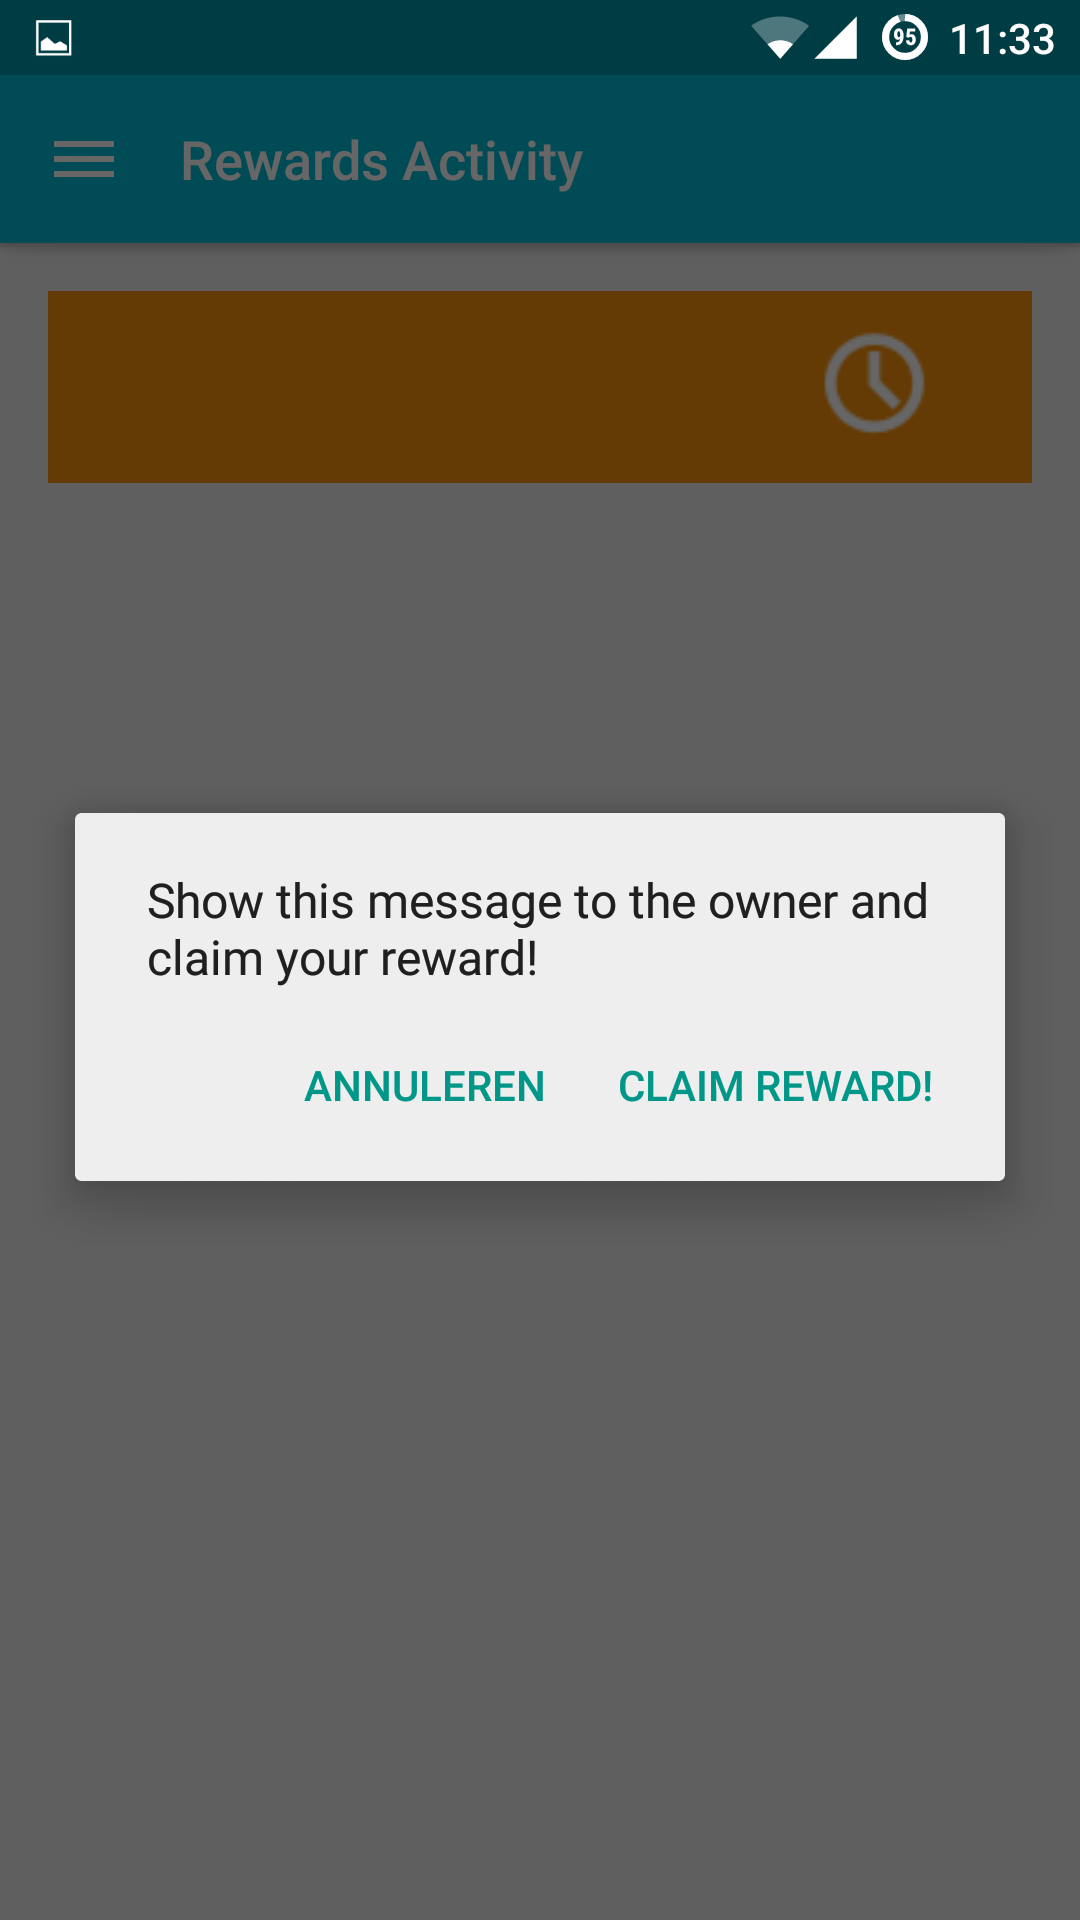 95 11:33
Rewards Activity
Show this message to the owner and
claim your reward!
ANNULEREN CLAIM REWARD!